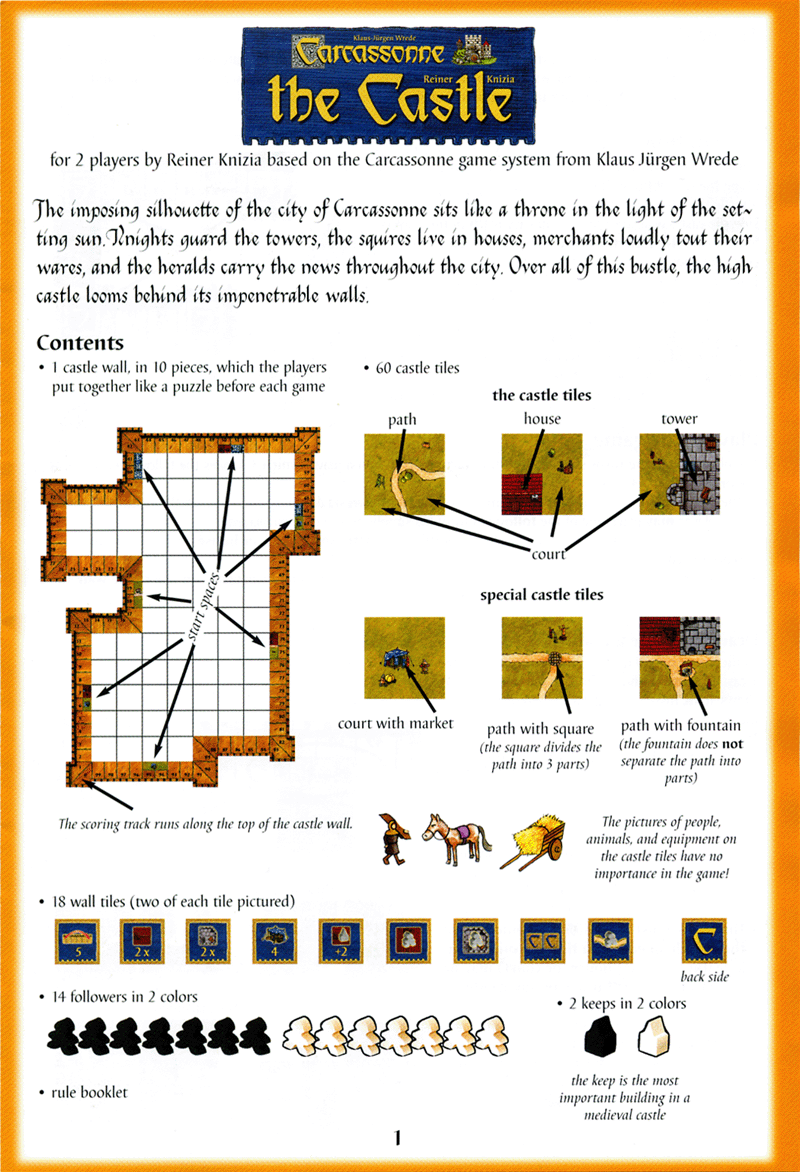 Klaus-Jürgen Wrede
Carcassonne
Reiner Knizia
the Castle
for 2 players by Reiner Knizia based on the Carcassonne game system from Klaus Jürgen Wrede
The imposing silhouette of the city of Carcassonne sits like a throne in the light of the set-
ting sun.Knights guard the towers, the squires live in houses, merchants loudly tout their
wares, and the heralds carry the news throughout the city. Over all of this bustle, the high
castle looms behind its impenetrable walls.
Contents
• 1 castle wall, in 10 pieces, which the players
put together like a puzzle before each game
start spaces
The scoring track runs along the top of the castle wall.
• 60 castle tiles
the castle tiles
path
house
tower
court
special castle tiles
court with market
path with square
(the square divides the
path into 3 parts)
path with fountain
(the fountain does not
separate the path into
parts)
The pictures of people,
animals, and equipment on
the castle tiles have no
importance in the game!
• 18 wall tiles (two of each tile pictured)
5
2x
2x
4
+2
C
back side
• 14 followers in 2 colors
• 2 keeps in 2 colors
the keep is the most
important building in a
medieval castle
• rule booklet
1